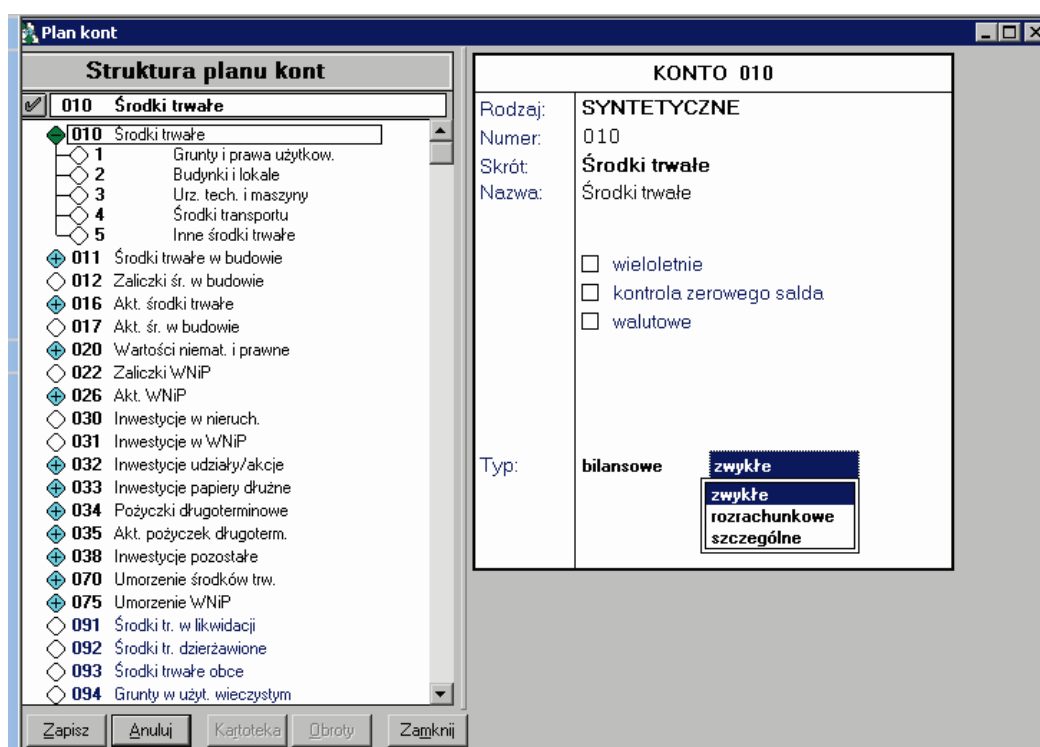 Plan kont
Struktura planu kont
010 Środki trwałe
010 Środki trwałe
1 Grunty i prawa użytkow.
2 Budynki i lokale
3 Urz. tech. i maszyny
4 Środki transportu
5 Inne środki trwałe
011 Środki trwałe w budowie
012 Zaliczki śr. w budowie
016 Akt. środki trwałe
017 Akt. śr. w budowie
020 Wartości niemat. i prawne
022 Zaliczki WNiP
026 Akt. WNiP
030 Inwestycje w nieruch.
031 Inwestycje w WNiP
032 Inwestycje udziały/akcje
033 Inwestycje papiery dłużne
034 Pożyczki długoterminowe
035 Akt. pożyczek długoterm.
038 Inwestycje pozostałe
070 Umorzenie środków trw.
075 Umorzenie WNiP
091 Środki tr. w likwidacji
092 Środki tr. dzierżawione
093 Środki trwałe obce
094 Grunty w użyt. wieczystym
Zapisz Anuluj Kartoteka Obroty Zamknij
KONTO 010
Rodzaj: SYNTETYCZNE
Numer: 010
Skrót: Środki trwałe
Nazwa: Środki trwałe
wieloletnie
kontrola zerowego salda
walutowe
Typ: bilansowe zwykłe
zwykłe
rozrachunkowe
szczególne